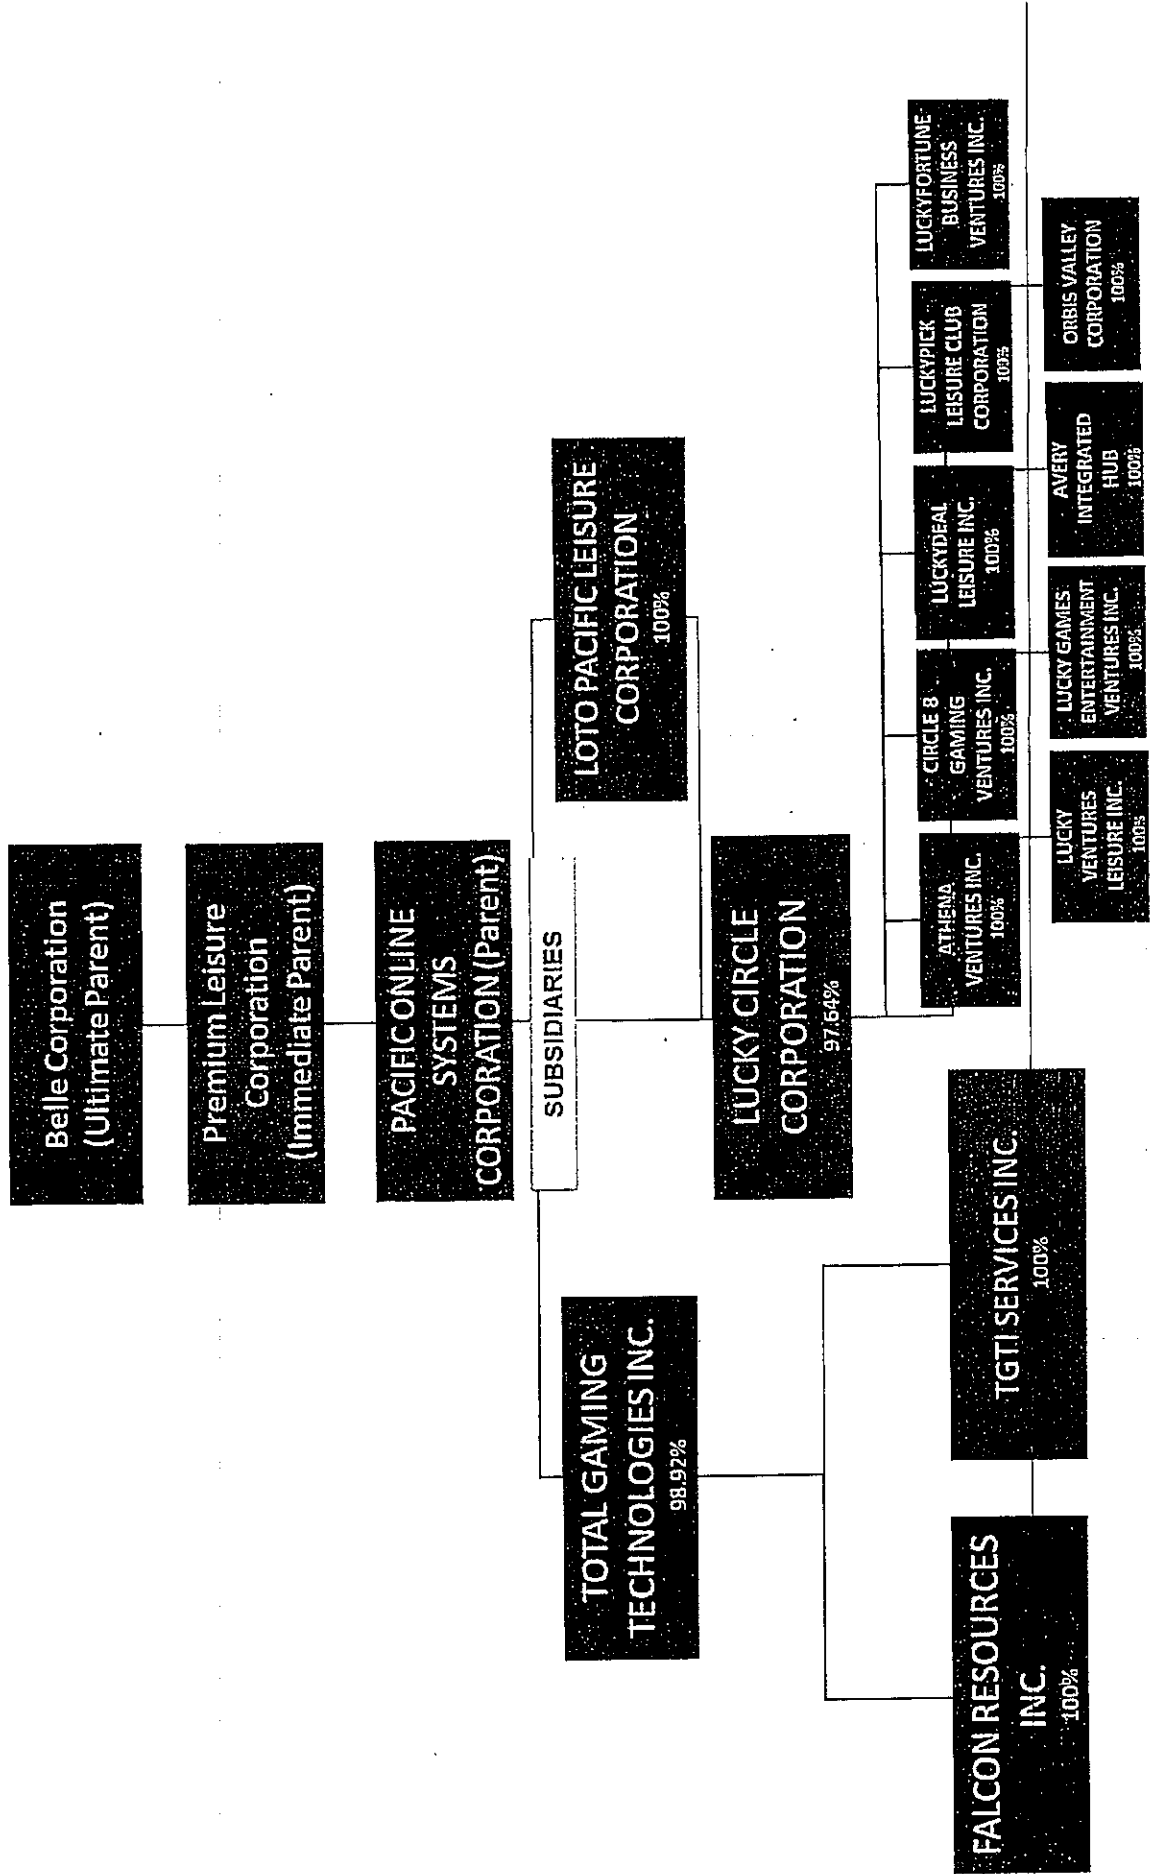 Belle Corporation
(Ultimate Parent)
Premium Leisure
Corporation
(Immediate Parent)
PACIFIC ONLINE
SYSTEMS
CORPORATION (Parent)
SUBSIDIARIES
TOTAL GAMING
TECHNOLOGIES INC.
98.92%
LOTO PACIFIC LEISURE
CORPORATION
100%
LUCKY CIRCLE
CORPORATION
97.64%
FALCON RESOURCES
INC.
100%
TGTI SERVICES INC.
100%
ATHENA
VENTURES INC.
100%
CIRCLE 8
GAMING
VENTURES INC.
100%
LUCKYDEAL
LEISURE INC.
100%
LUCKYPICK
LEISURE CLUB
CORPORATION
100%
LUCKYFORTUNE
BUSINESS
VENTURES INC.
100%
LUCKY
VENTURES
LEISURE INC.
100%
LUCKY GAMES
ENTERTAINMENT
VENTURES INC.
100%
AVERY
INTEGRATED
HUB
100%
ORBIS VALLEY
CORPORATION
100%